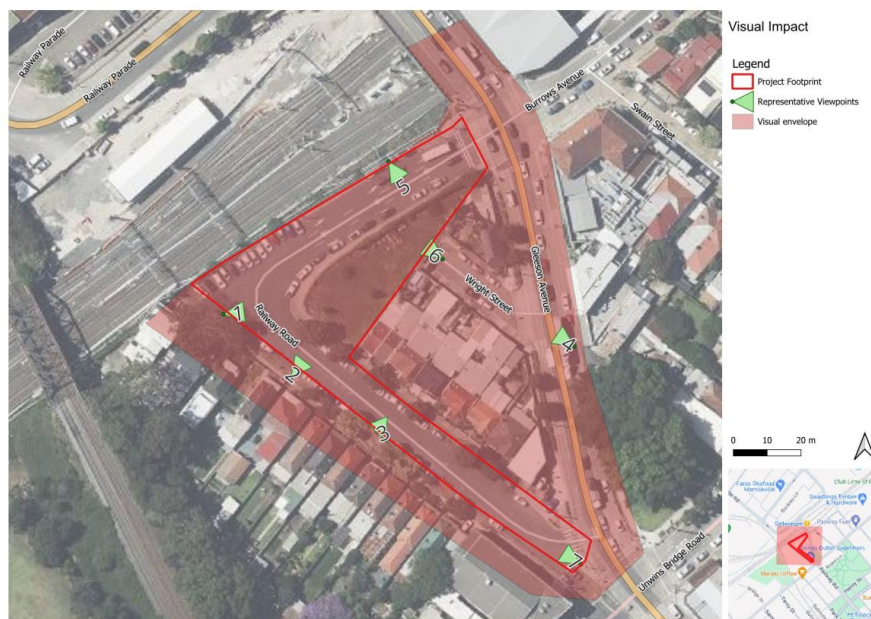 Visual Impact
Legend
Project Footprint
Representative Viewpoints
Visual envelope
Railway Parade
Railway Parade
Burrows Avenue
Swain Street
Gleeson Avenue
Wright Street
Railway Road
Unwins Bridge Road
5
6
1
2
3
4
7
0 10 20 m
Sydenham